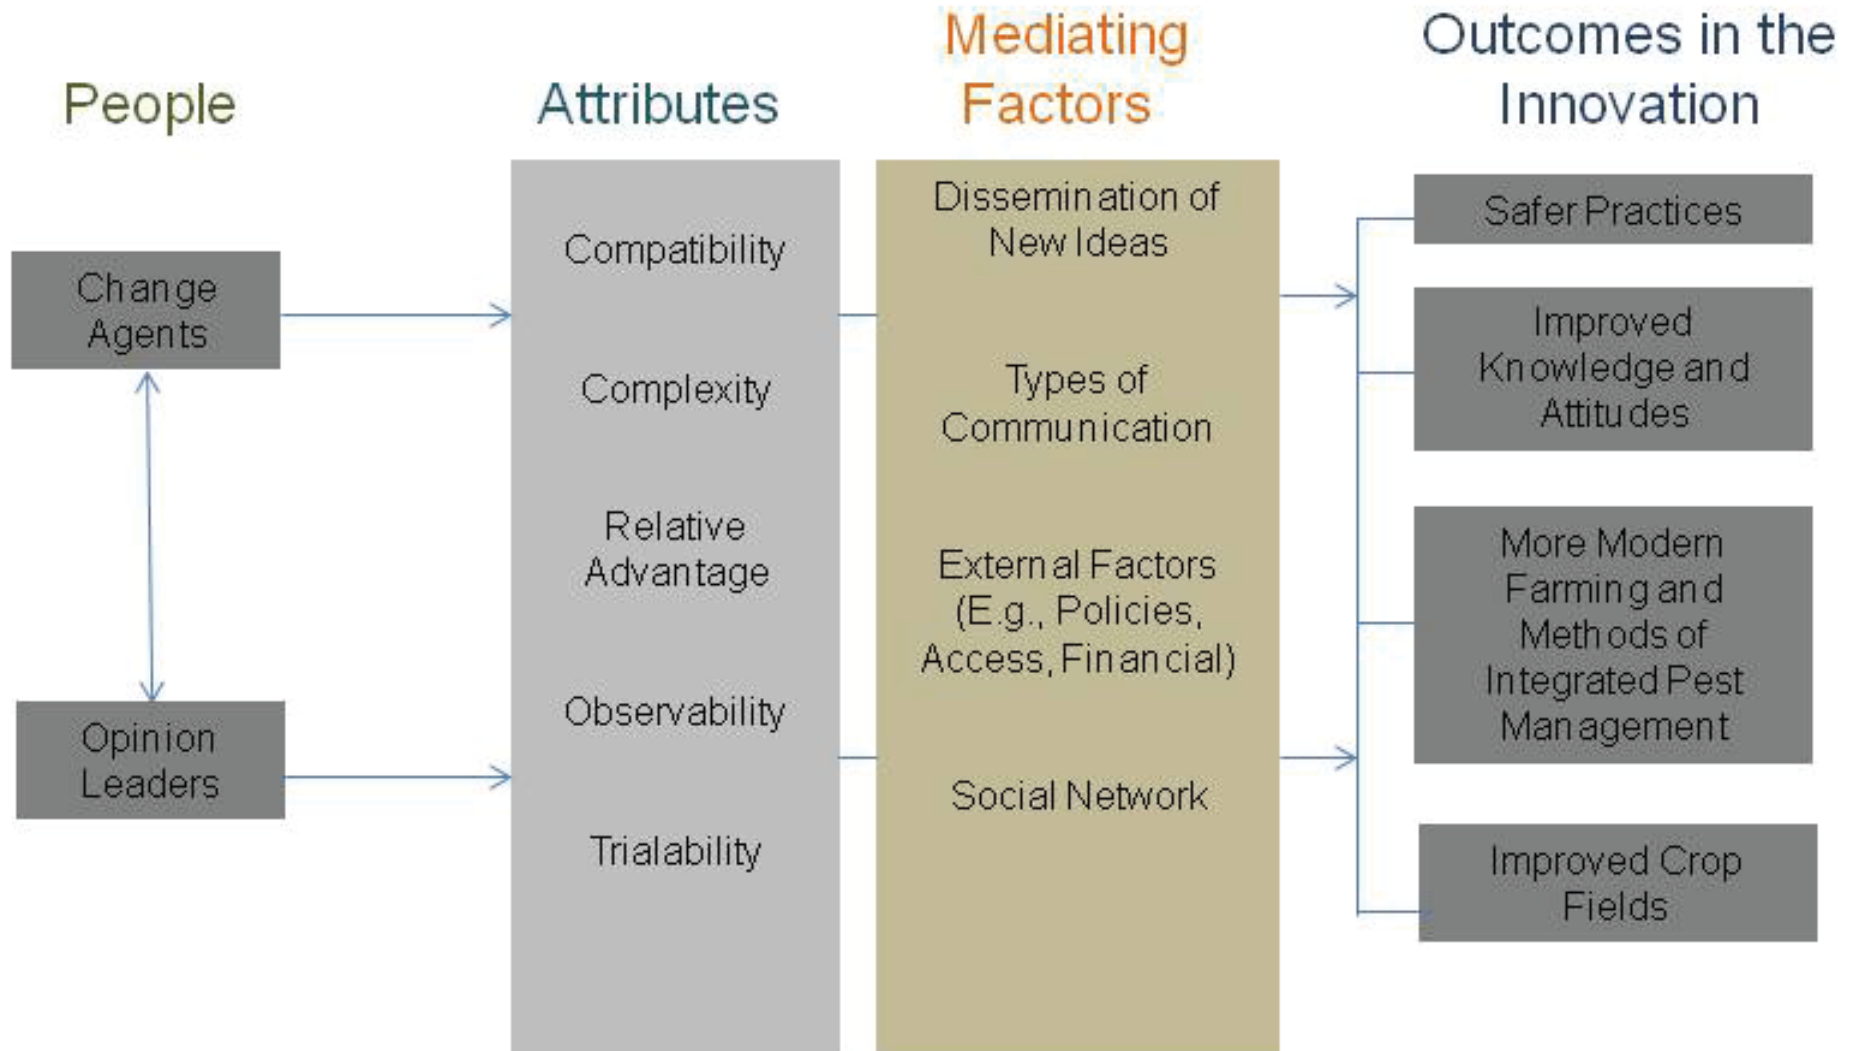 People
Attributes
Mediating
Factors
Outcomes in the
Innovation
Change
Agents
Opinion
Leaders
Compatibility
Complexity
Relative
Advantage
Observability
Trialability
Dissemination of
New Ideas
Types of
Communication
External Factors
(E.g., Policies,
Access, Financial)
Social Network
Safer Practices
Improved
Knowledge and
Attitudes
More Modern
Farming and
Methods of
Integrated Pest
Management
Improved Crop
Fields